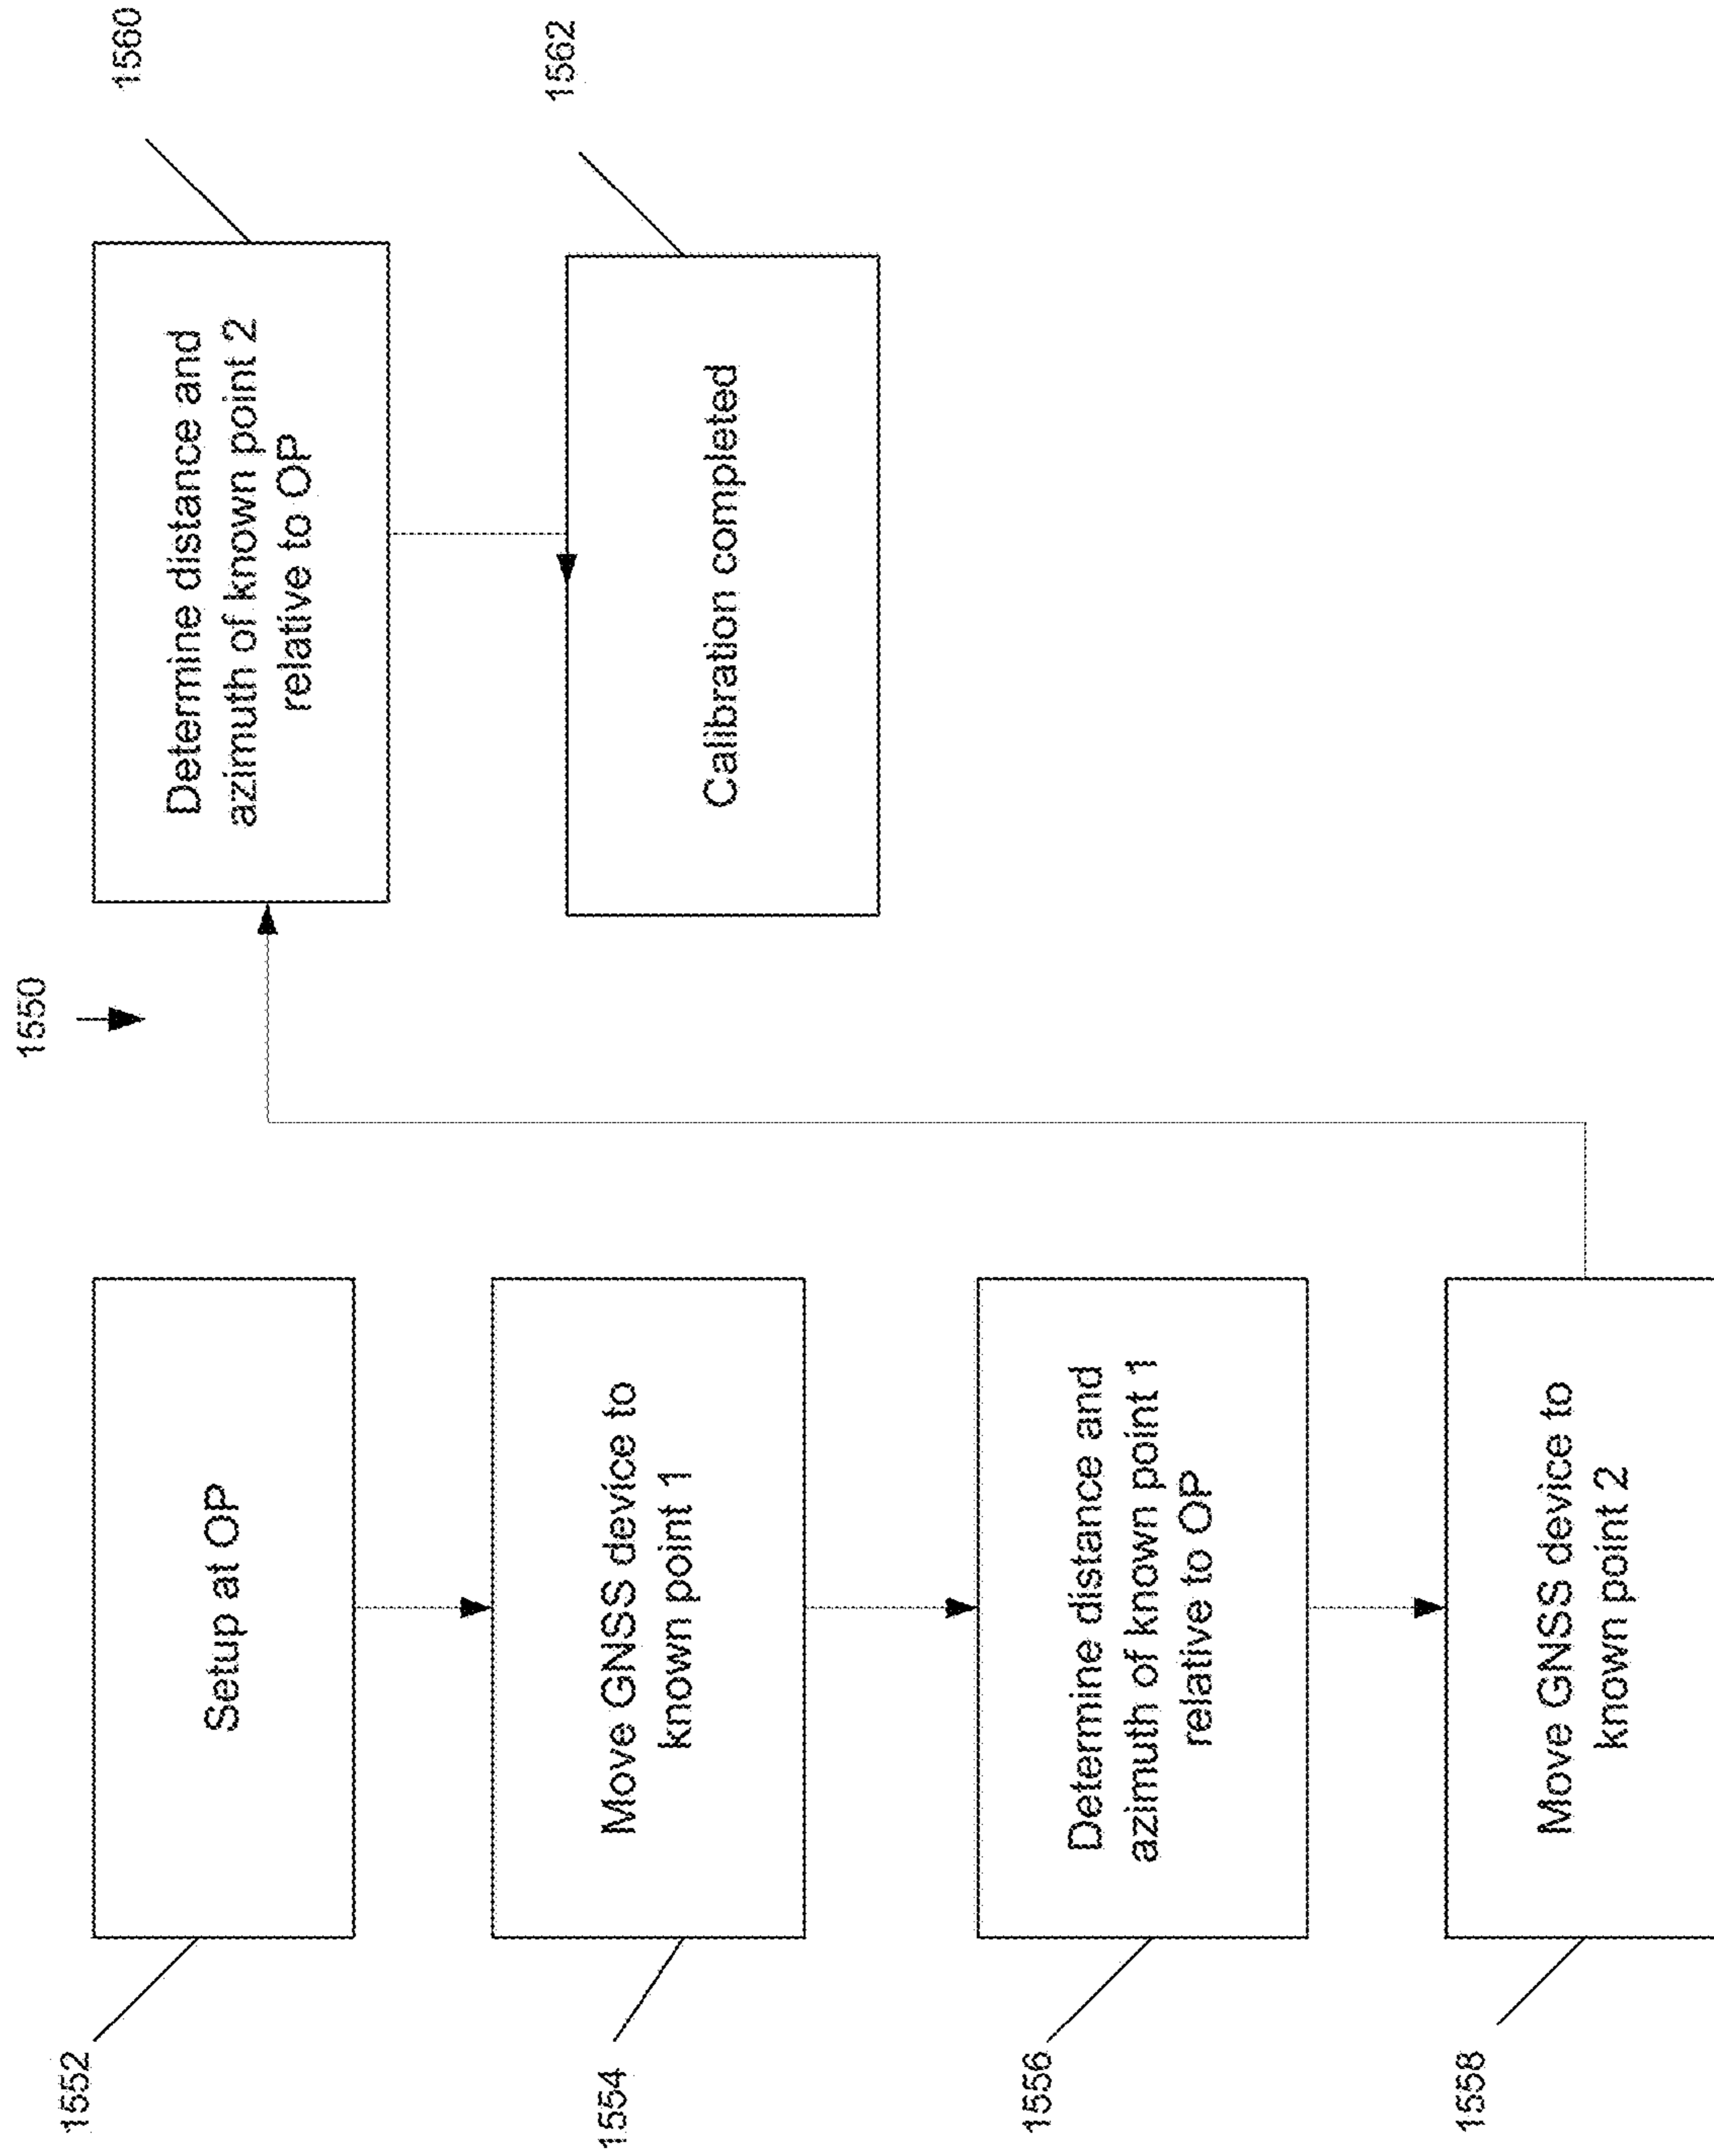 1550
1552
Setup at OP
1554
Move GNSS device to
known point 1
1556
Determine distance and
azimuth of known point 1
relative to OP
1558
Move GNSS device to
known point 2
1560
Determine distance and
azimuth of known point 2
relative to OP
1562
Calibration completed